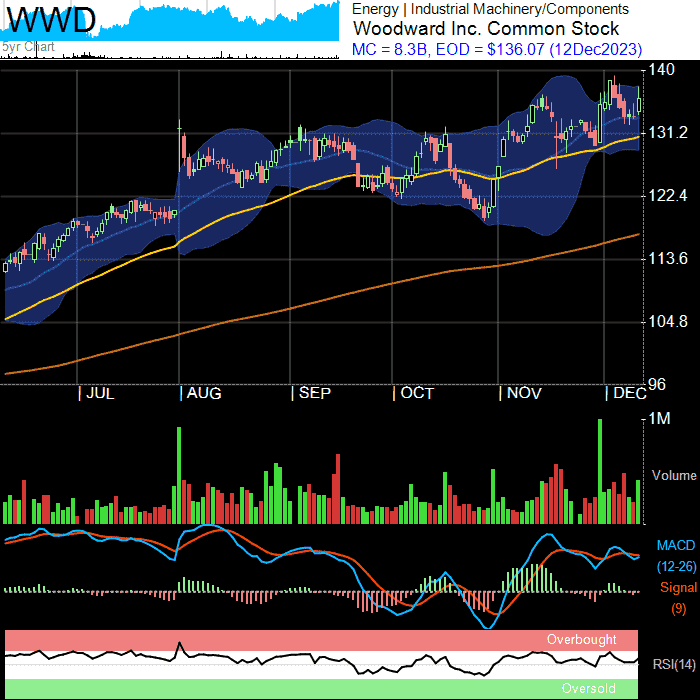 WWD
5yr Chart
Energy | Industrial Machinery/Components
Woodward Inc. Common Stock
MC = 8.3B, EOD = $136.07 (12Dec2023)
140
131.2
122.4
113.6
104.8
96
JUL
AUG
SEP
OCT
NOV
DEC
1M
Volume
MACD
(12-26)
Signal
(9)
Overbought
RSI(14)
Oversold